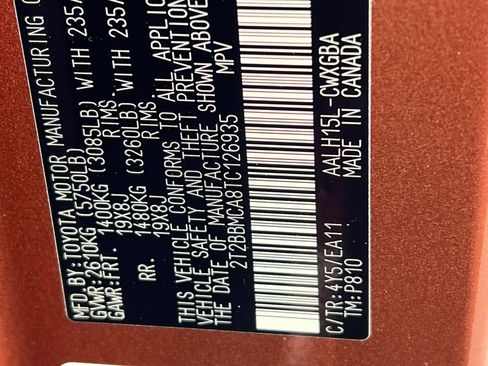 MFD. BY: TOYOTA MOTOR MANUFACTURING C
GVWR: 2610KG (5750LB)
GAWR: FRT. 1400KG (3085LB) WITH 235/
19X8J RIMS,
RR. 1480KG (3260LB) WITH 235/
19X8J RIMS,
THIS VEHICLE CONFORMS TO ALL APPLIC
VEHICLE SAFETY AND THEFT PREVENTION
THE DATE OF MANUFACTURE SHOWN ABOVE
2T2BBMCA8TC126935 MPV
C/TR: 4Y5/EA11 AALH15L-CWXGBA
TM: P810 MADE IN CANADA